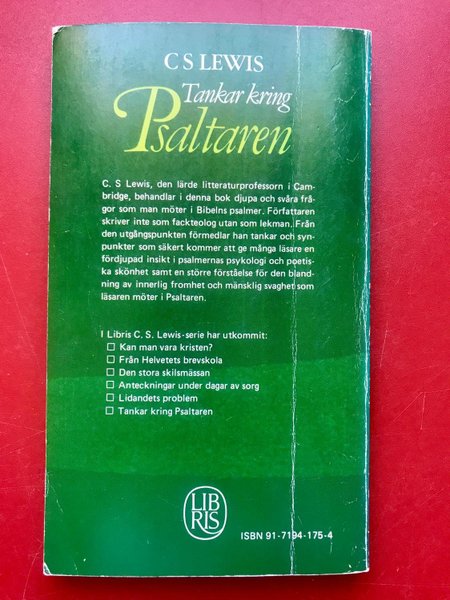 C S LEWIS
Tankar kring
Psaltaren
C. S Lewis, den lärde litteraturprofessorn i Cam-
bridge, behandlar i denna bok djupa och svåra frå-
gor som man möter i Bibelns psalmer. Författaren
skriver inte som fackteolog utan som lekman. Från
den utgångspunkten förmedlar han tankar och syn-
punkter som säkert kommer att ge många läsare en
fördjupad insikt i psalmernas psykologi och poetis-
ka skönhet samt en större förståelse för den bland-
ning av innerlig fromhet och mänsklig svaghet som
läsaren möter i Psaltaren.
I Libris C. S. Lewis-serie har utkommit:
☐ Kan man vara kristen?
☐ Från Helvetets brevskola
☐ Den stora skilsmässan
☐ Anteckningar under dagar av sorg
☐ Lidandets problem
☐ Tankar kring Psaltaren
LIB
RIS
ISBN 91-7194-175-4